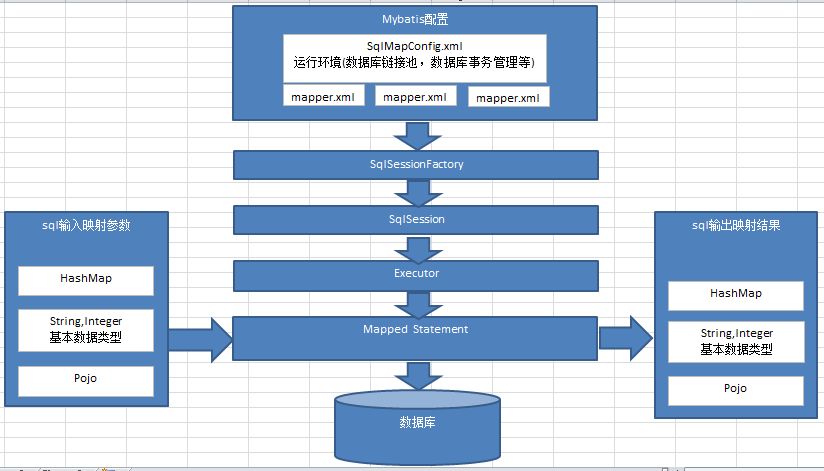 Mybatis配置
SqlMapConfig.xml
运行环境(数据库链接池，数据库事务管理等)
mapper.xml
mapper.xml
mapper.xml
SqlSessionFactory
SqlSession
Executor
Mapped Statement
数据库
sql输入映射参数
HashMap
String,Integer
基本数据类型
Pojo
sql输出映射结果
HashMap
String,Integer
基本数据类型
Pojo